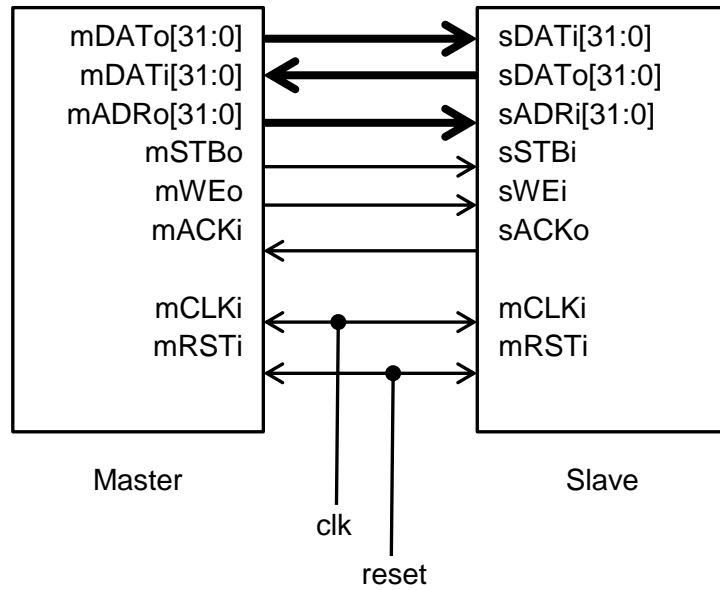 mDATo[31:0] sDATi[31:0]
mDATi[31:0] sDATo[31:0]
mADRo[31:0] sADRi[31:0]
mSTBo sSTBi
mWEo sWEi
mACKi sACKo
mCLKi mCLKi
mRSTi mRSTi
Master Slave
clk
reset